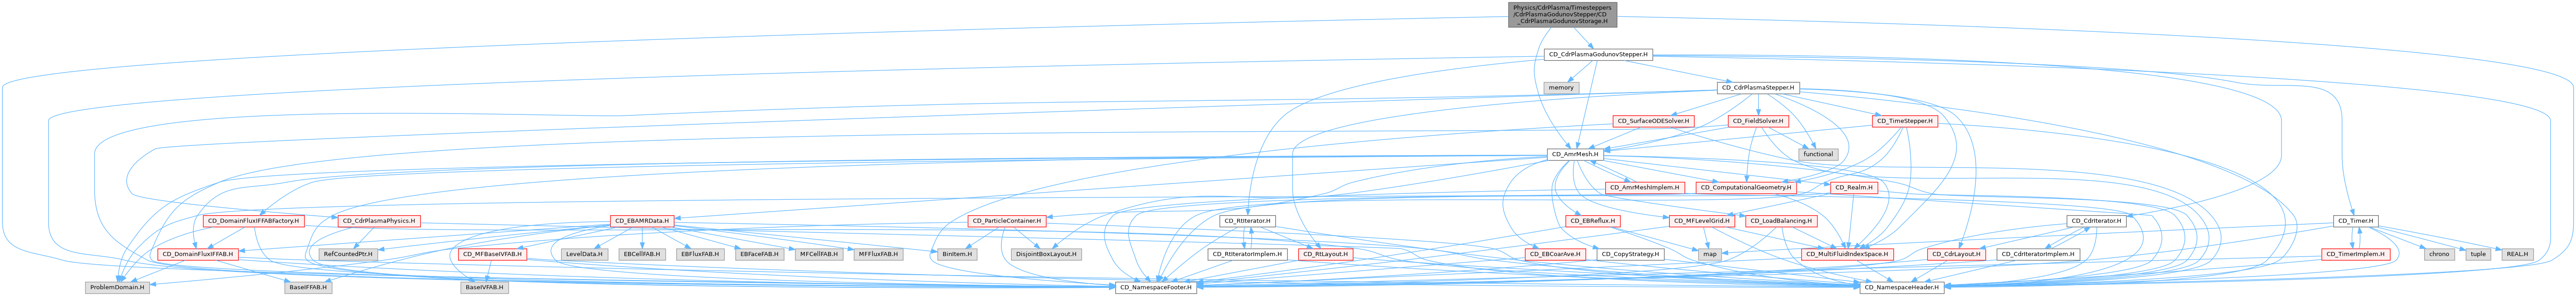 Physics/CdrPlasma/Timesteppers
/CdrPlasmaGodunovStepper/CD
_CdrPlasmaGodunovStorage.H
CD_CdrPlasmaGodunovStepper.H
memory
CD_CdrPlasmaStepper.H
CD_SurfaceODESolver.H
CD_FieldSolver.H
CD_TimeStepper.H
functional
CD_AmrMesh.H
CD_AmrMeshImplem.H
CD_ComputationalGeometry.H
CD_Realm.H
CD_DomainFluxIFFABFactory.H
CD_CdrPlasmaPhysics.H
CD_EBAMRData.H
CD_ParticleContainer.H
CD_RtIterator.H
CD_EBReflux.H
CD_MFLevelGrid.H
CD_LoadBalancing.H
CD_CdrIterator.H
CD_Timer.H
CD_DomainFluxIFFAB.H
RefCountedPtr.H
CD_MFBaseIVFAB.H
LevelData.H
EBCellFAB.H
EBFluxFAB.H
EBFaceFAB.H
MFCellFAB.H
MFFluxFAB.H
BinItem.H
DisjointBoxLayout.H
CD_RtIteratorImplem.H
CD_RtLayout.H
CD_EBCoarAve.H
CD_CopyStrategy.H
map
CD_MultiFluidIndexSpace.H
CD_CdrLayout.H
CD_CdrIteratorImplem.H
CD_TimerImplem.H
chrono
tuple
REAL.H
ProblemDomain.H
BaseIFFAB.H
BaseIVFAB.H
CD_NamespaceFooter.H
CD_NamespaceHeader.H